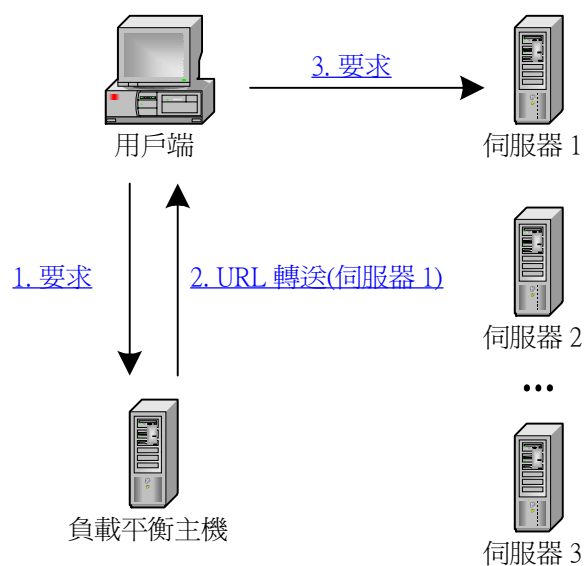 3. 要求
用戶端
伺服器 1
1. 要求
2. URL 轉送(伺服器 1)
伺服器 2
...
負載平衡主機
伺服器 3